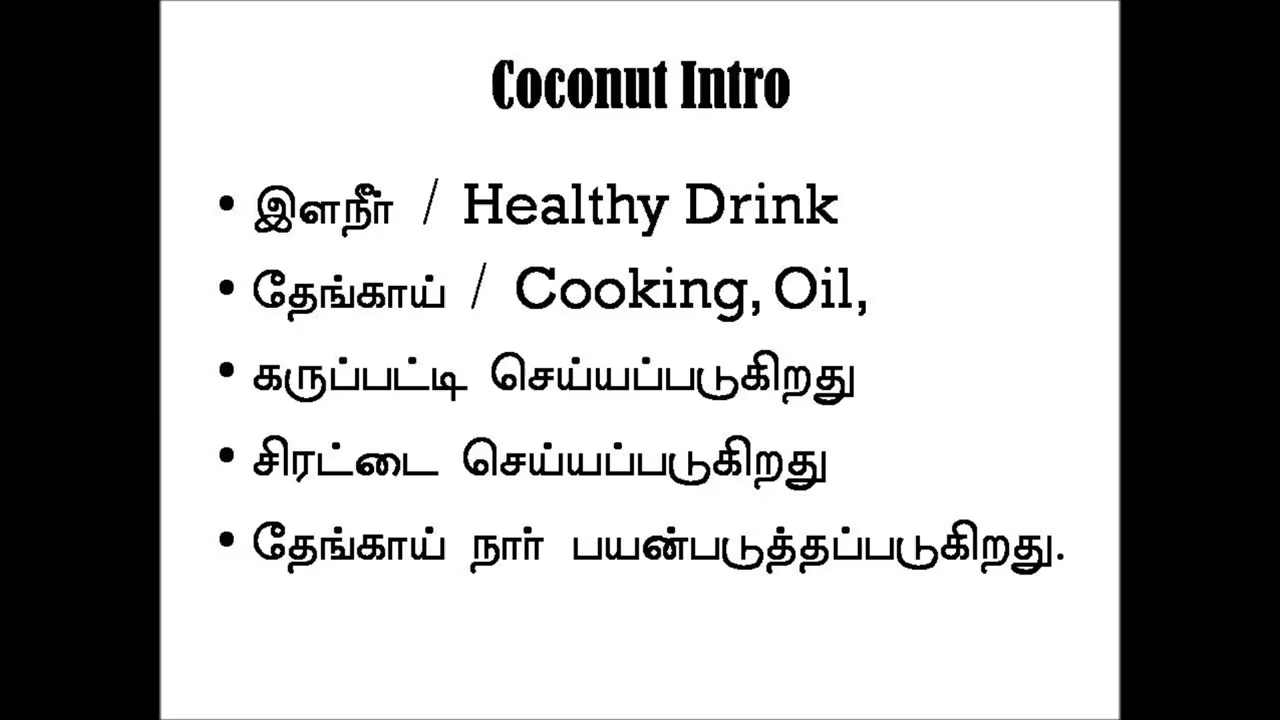 Coconut Intro
• இளநீர் / Healthy Drink
• தேங்காய் / Cooking, Oil,
• கருப்பட்டி செய்யப்படுகிறது
• சிரட்டை செய்யப்படுகிறது
• தேங்காய் நார் பயன்படுத்தப்படுகிறது.